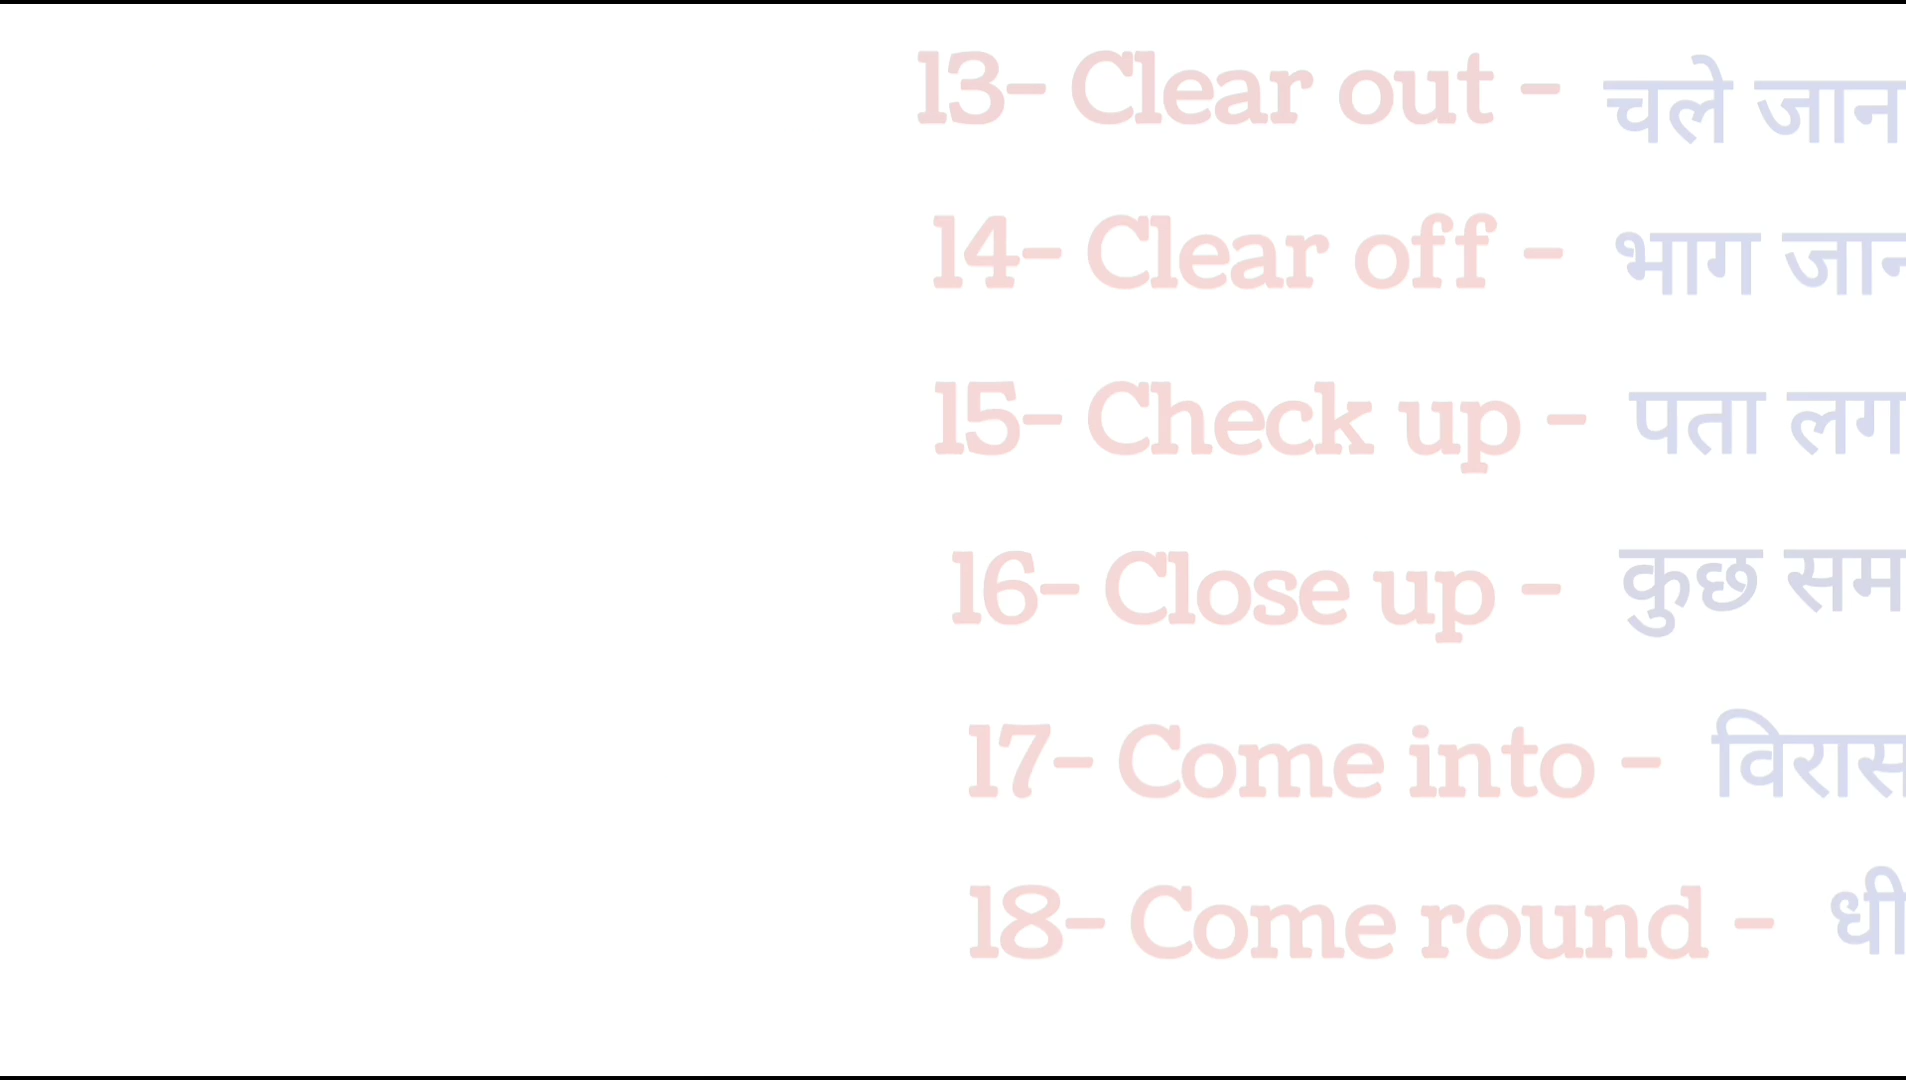 13- Clear out - चले जान
14- Clear off - भाग जान
15- Check up - पता लग
16- Close up - कुछ सम
17- Come into - विरास
18- Come round - धी